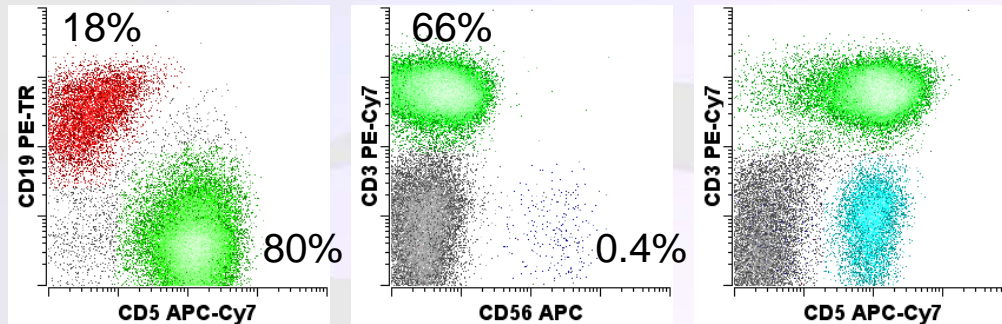 18%
CD19 PE-TR
80%
CD5 APC-Cy7
66%
CD3 PE-Cy7
0.4%
CD56 APC
CD3 PE-Cy7
CD5 APC-Cy7